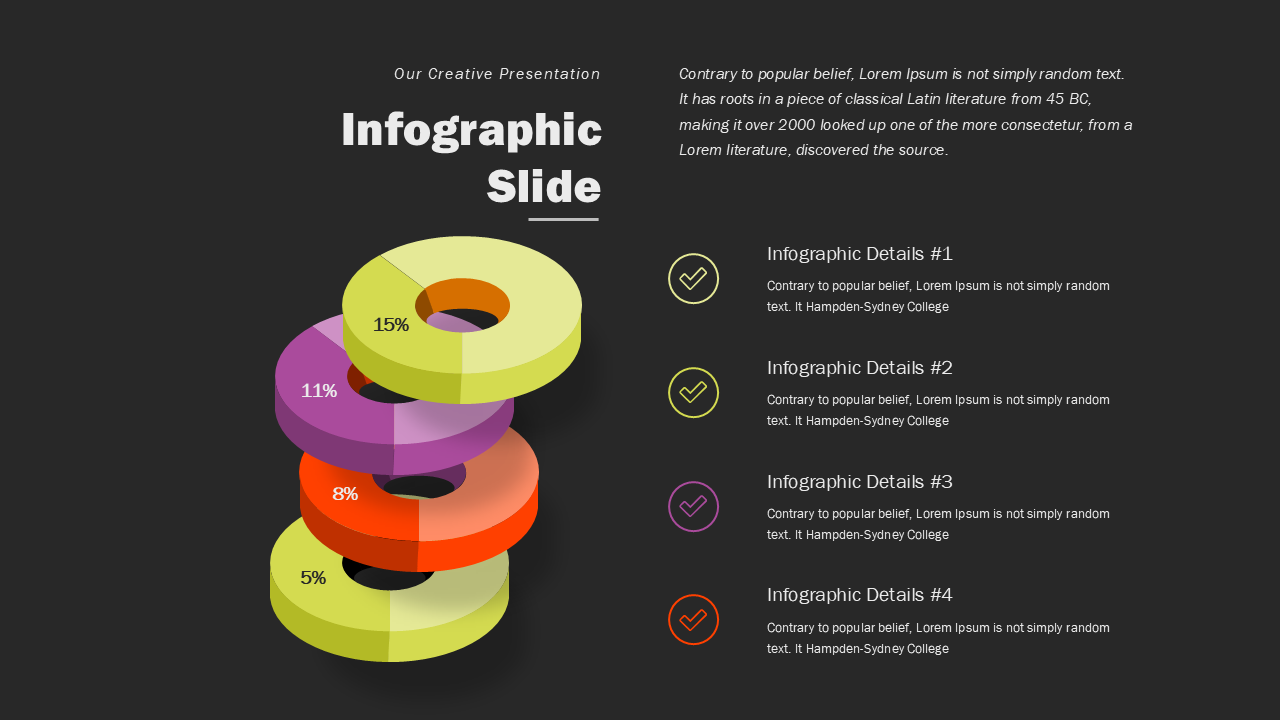 Our Creative Presentation
Infographic
Slide
Contrary to popular belief, Lorem Ipsum is not simply random text.
It has roots in a piece of classical Latin literature from 45 BC,
making it over 2000 looked up one of the more consectetur, from a
Lorem literature, discovered the source.
15%
11%
8%
5%
Infographic Details #1
Contrary to popular belief, Lorem Ipsum is not simply random
text. It Hampden-Sydney College
Infographic Details #2
Contrary to popular belief, Lorem Ipsum is not simply random
text. It Hampden-Sydney College
Infographic Details #3
Contrary to popular belief, Lorem Ipsum is not simply random
text. It Hampden-Sydney College
Infographic Details #4
Contrary to popular belief, Lorem Ipsum is not simply random
text. It Hampden-Sydney College